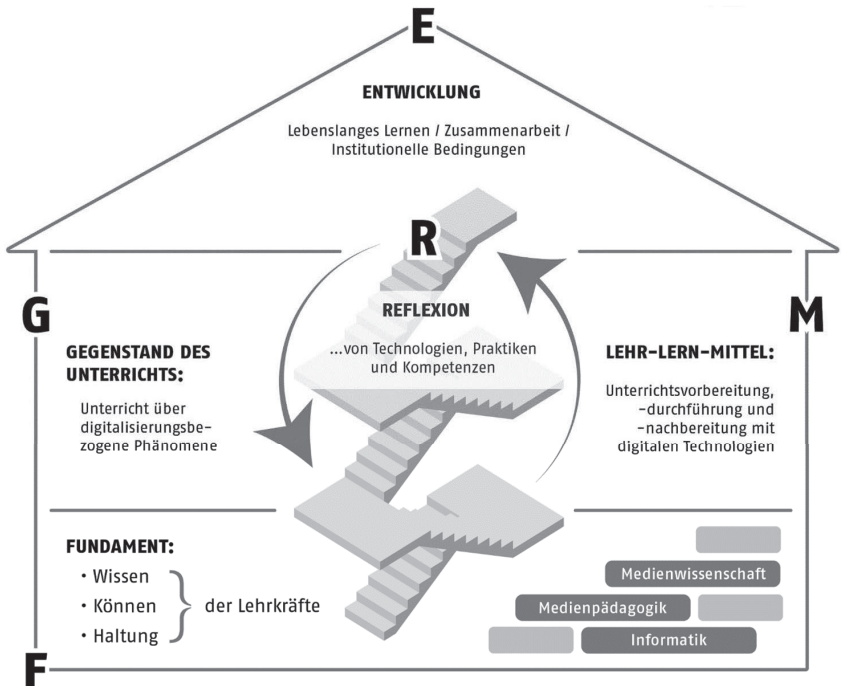 E
ENTWICKLUNG
Lebenslanges Lernen / Zusammenarbeit /
Institutionelle Bedingungen
R
REFLEXION
...von Technologien, Praktiken
und Kompetenzen
G
GEGENSTAND DES
UNTERRICHTS:
Unterricht über
digitalisierungsbe-
zogene Phänomene
M
LEHR-LERN-MITTEL:
Unterrichtsvorbereitung,
-durchführung und
-nachbereitung mit
digitalen Technologien
FUNDAMENT:
• Wissen
• Können
• Haltung
der Lehrkräfte
Medienwissenschaft
Medienpädagogik
Informatik
F